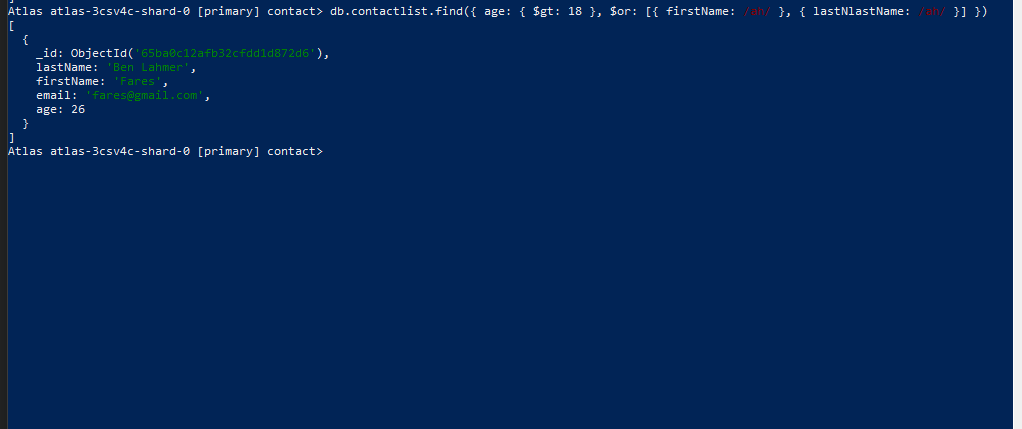 ]
Atlas atlas-3csv4c-shard-0 [primary] contact> db.contactlist.find({ age: { $gt: 18 }, $or: [{ firstName: /ah/ }, { lastNlastName: /ah/ }] })
[
  {
    _id: ObjectId('65ba0c12afb32cfdd1d872d6'),
    lastName: 'Ben Lahmer',
    firstName: 'Fares',
    email: 'fares@gmail.com',
    age: 26
  }
]
Atlas atlas-3csv4c-shard-0 [primary] contact>